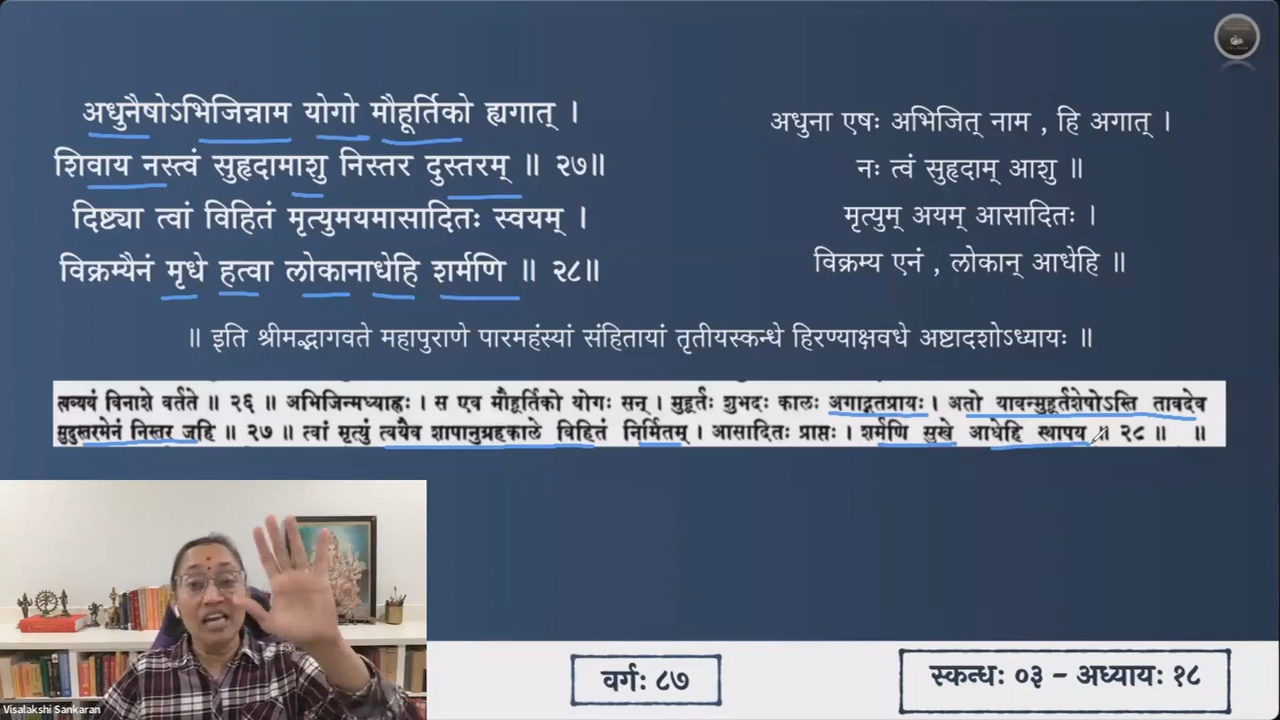 अधुनैषोऽभिजिन्नाम योगो मौहूर्तिको ह्यगात् ।
शिवाय नस्त्वं सुहृदामाशु निस्तर दुस्तरम् ॥ २७॥
दिष्ट्या त्वां विहितं मृत्युमयमासादितः स्वयम् ।
विक्रम्यैनं मृधे हत्वा लोकानाधेहि शर्मणि ॥ २८॥
अधुना एषः अभिजित् नाम , हि अगात् ।
नः त्वं सुहृदाम् आशु ॥
मृत्युम् अयम् आसादितः ।
विक्रम्य एनं , लोकान् आधेहि ॥
॥ इति श्रीमद्भागवते महापुराणे पारमहंस्यां संहितायां तृतीयस्कन्धे हिरण्याक्षवधे अष्टादशोऽध्यायः ॥
त्मव्ययं विनाशे वर्तते ॥ २६ ॥ अभिजिन्मध्याह्नः । स एव मौहूर्तिको योगः सन् । मुहूर्तः शुभदः कालः अगाद्गतप्रायः । अतो यावन्मुहूर्तशेषोऽस्ति तावदेव
सुदुस्तरमेनं निस्तर जहि ॥ २७ ॥ त्वां मृत्युं त्वयैव शापानुग्रहकाले विहितं निर्मितम् । आसादितः प्राप्तः । शर्मणि सुखे आधेहि स्थापय ॥ २८ ॥ ॥
Visalakshi Sankaran
वर्गः ८७
स्कन्धः ०३ - अध्यायः १८